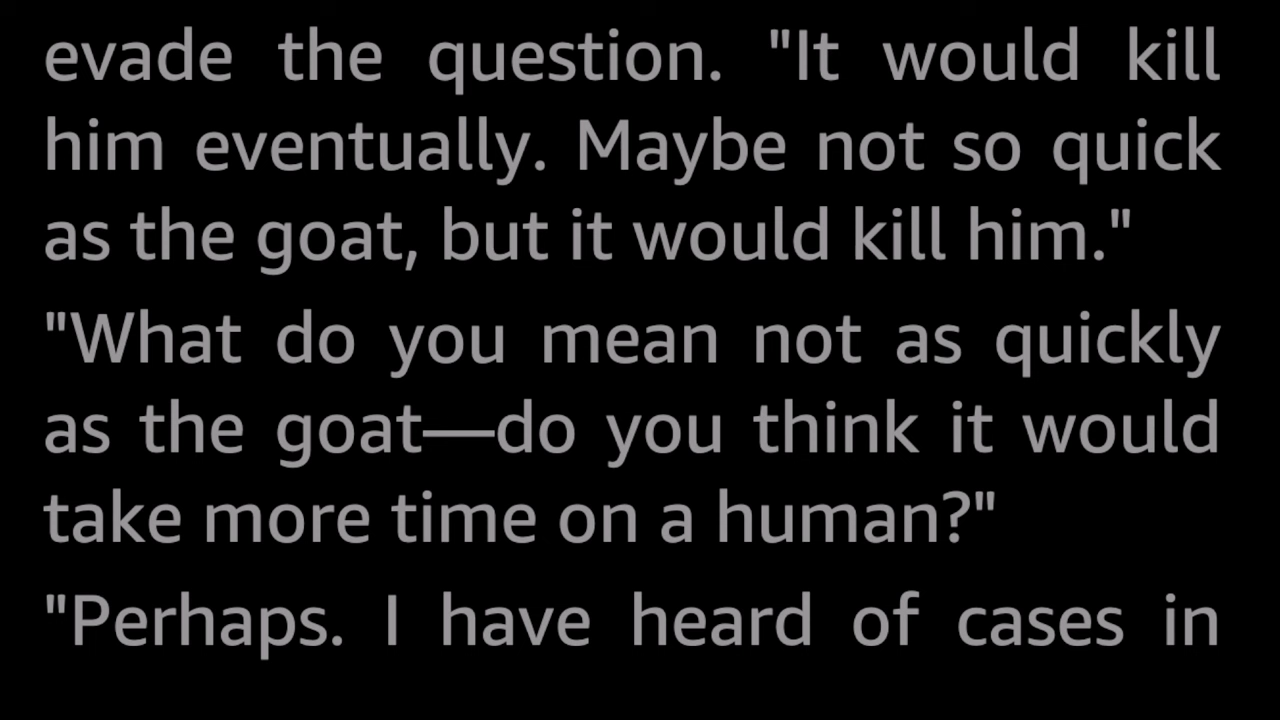 evade the question. "It would kill
him eventually. Maybe not so quick
as the goat, but it would kill him."
"What do you mean not as quickly
as the goat—do you think it would
take more time on a human?"
"Perhaps. I have heard of cases in